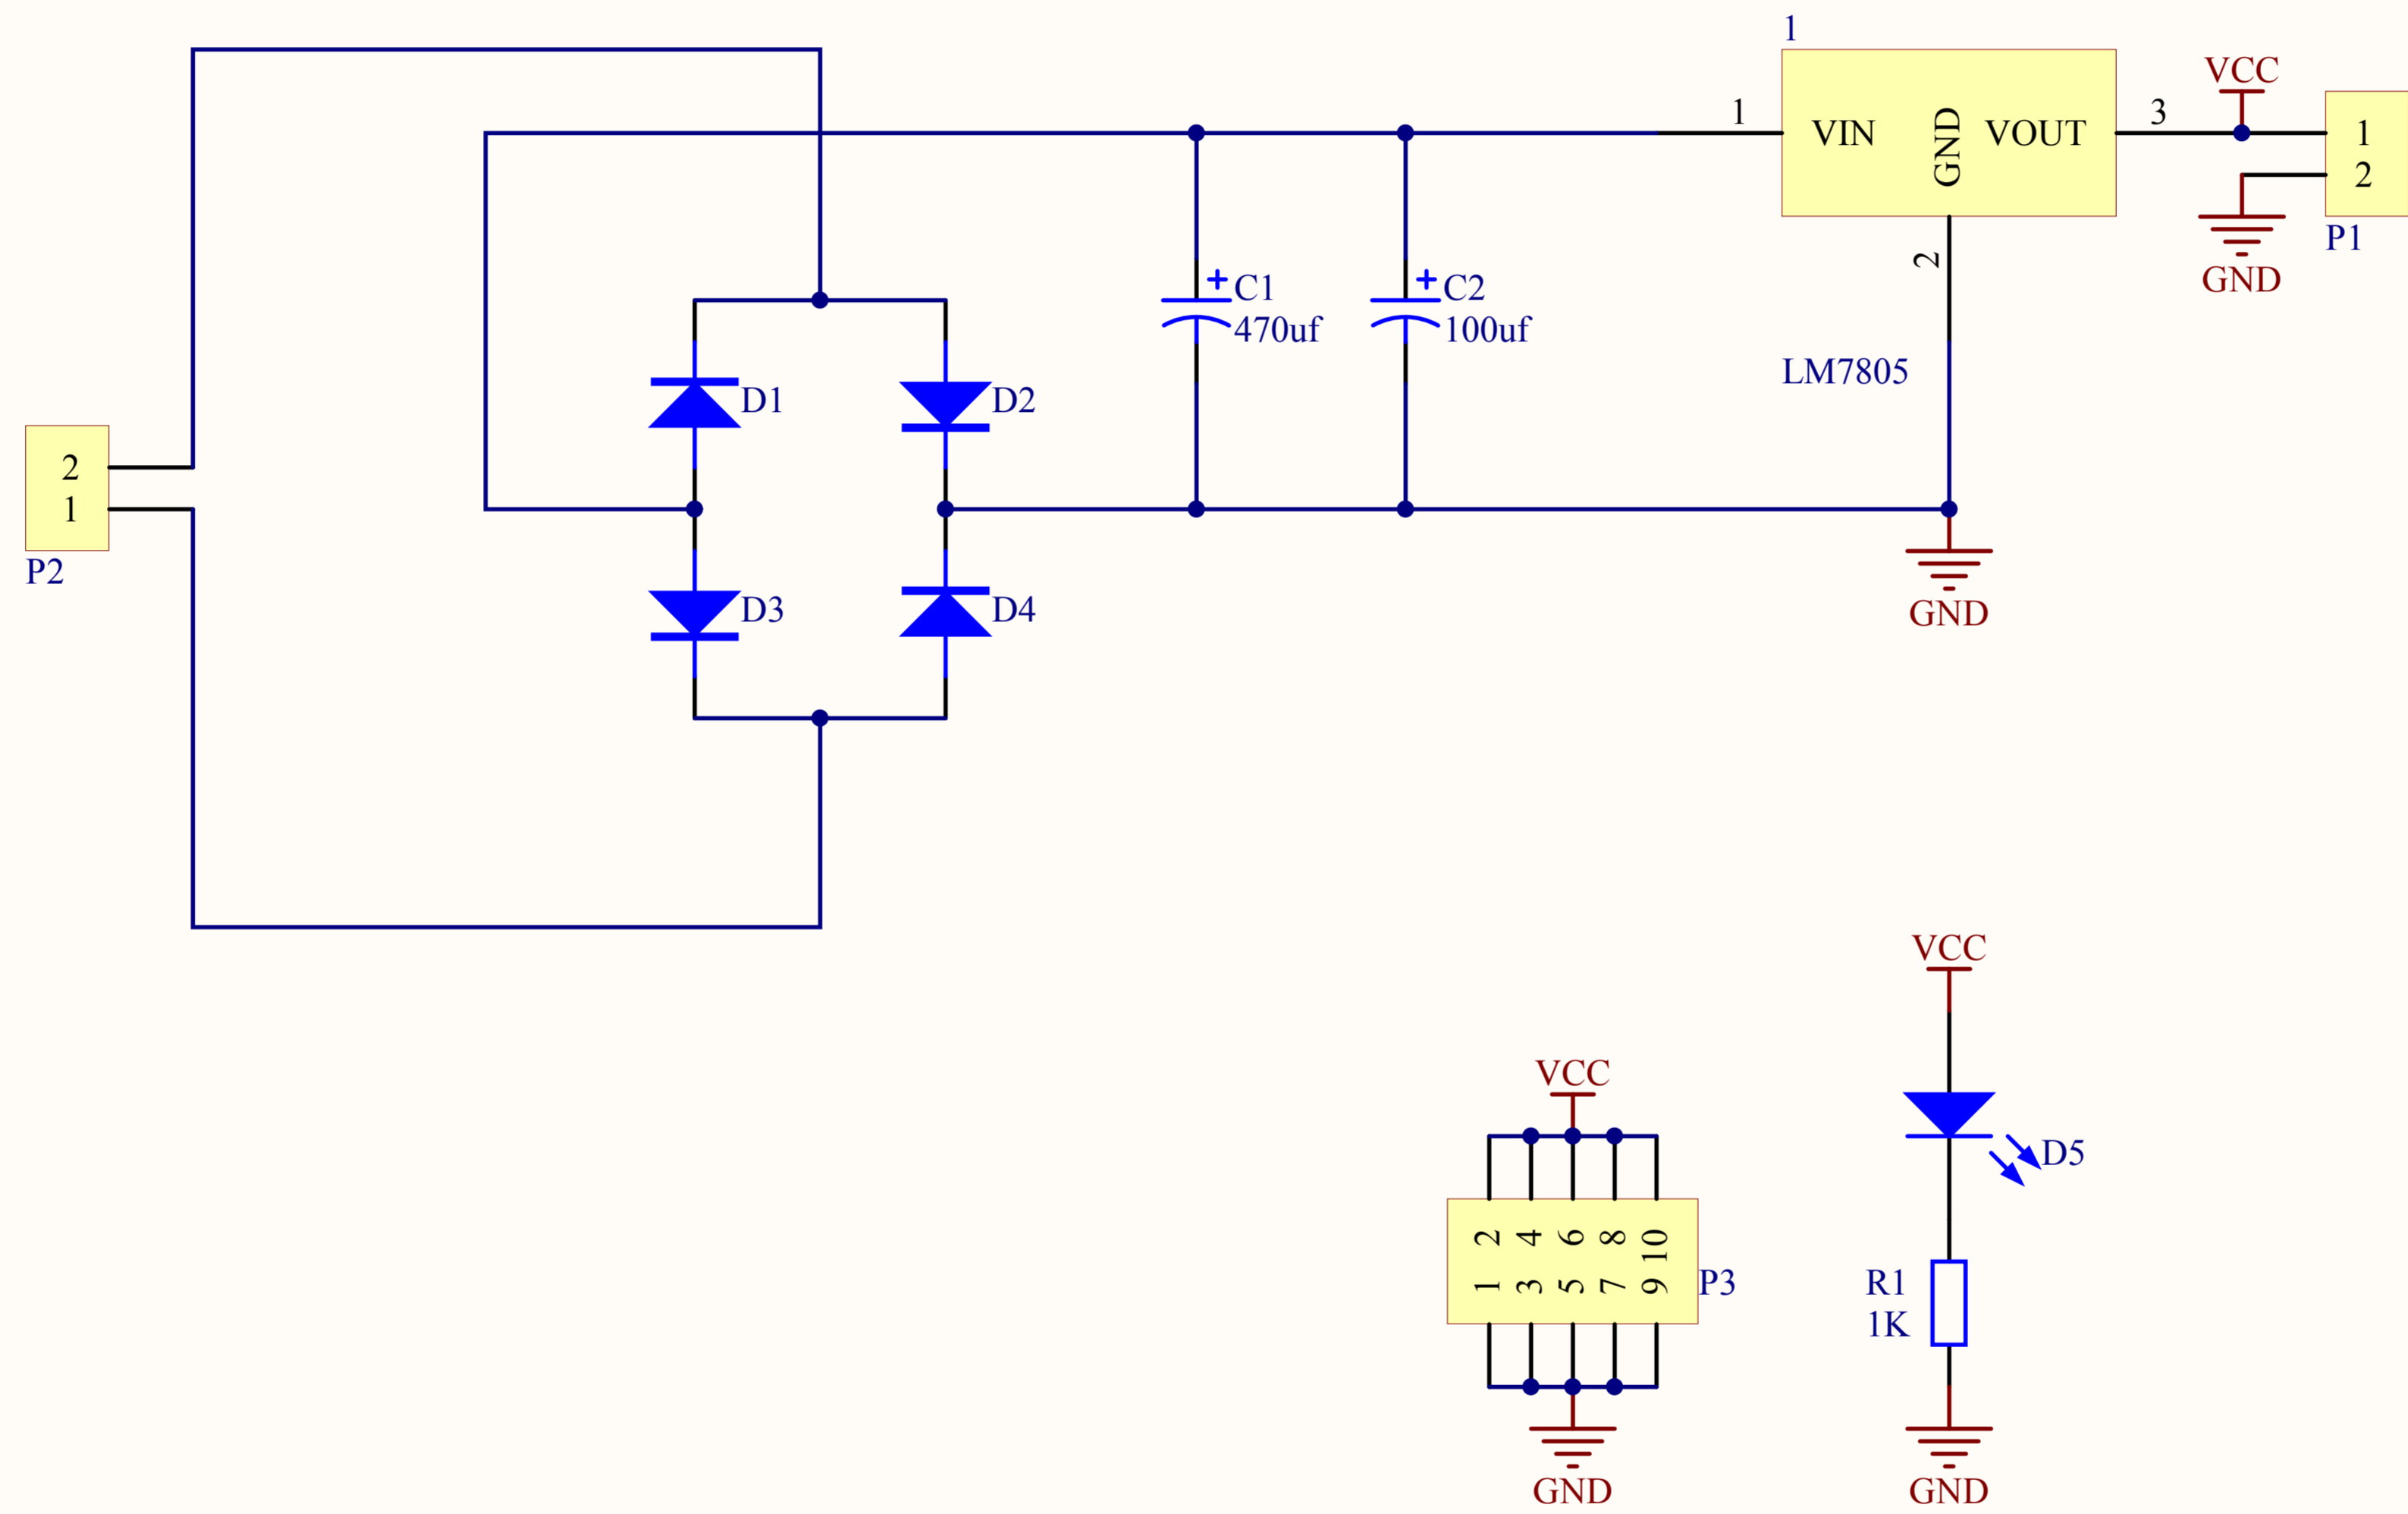 1
VCC
1
VIN
GND
VOUT
3
1
2
2
P1
GND
+
C1
470uf
+
C2
100uf
LM7805
D1
D2
2
1
P2
D3
D4
GND
VCC
VCC
D5
2 4 6 8 10
1 3 5 7 9
P3
R1
1K
GND
GND